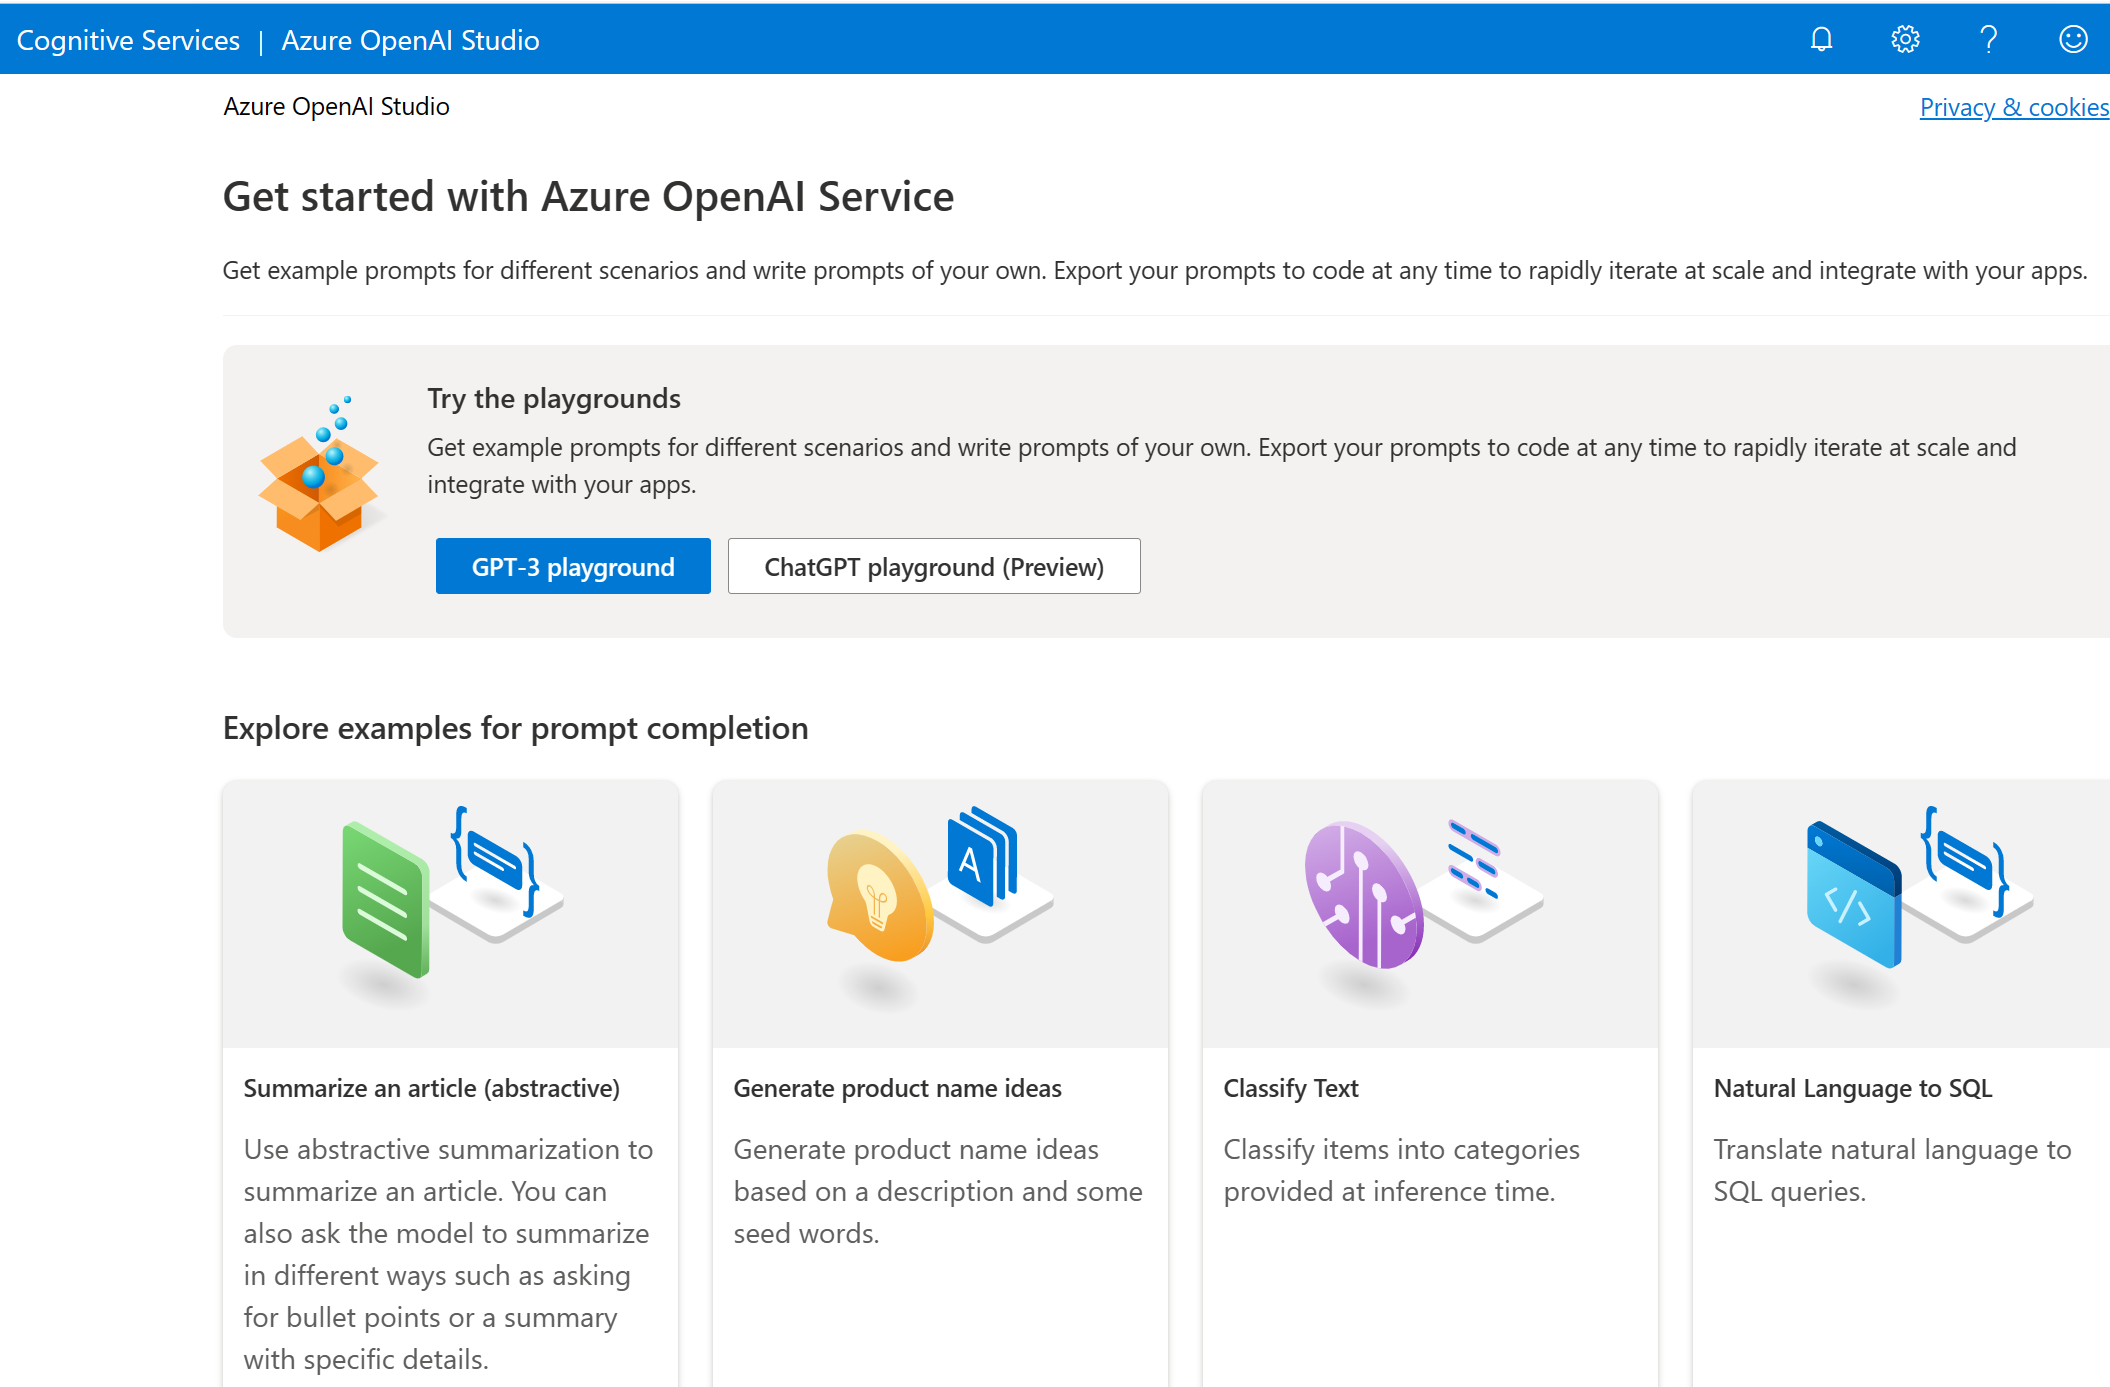 Cognitive Services | Azure OpenAI Studio
Azure OpenAI Studio
Privacy & cookies
Get started with Azure OpenAI Service
Get example prompts for different scenarios and write prompts of your own. Export your prompts to code at any time to rapidly iterate at scale and integrate with your apps.
Try the playgrounds
Get example prompts for different scenarios and write prompts of your own. Export your prompts to code at any time to rapidly iterate at scale and
integrate with your apps.
GPT-3 playground
ChatGPT playground (Preview)
Explore examples for prompt completion
A
</>
Summarize an article (abstractive)
Use abstractive summarization to
summarize an article. You can
also ask the model to summarize
in different ways such as asking
for bullet points or a summary
with specific details.
Generate product name ideas
Generate product name ideas
based on a description and some
seed words.
Classify Text
Classify items into categories
provided at inference time.
Natural Language to SQL
Translate natural language to
SQL queries.